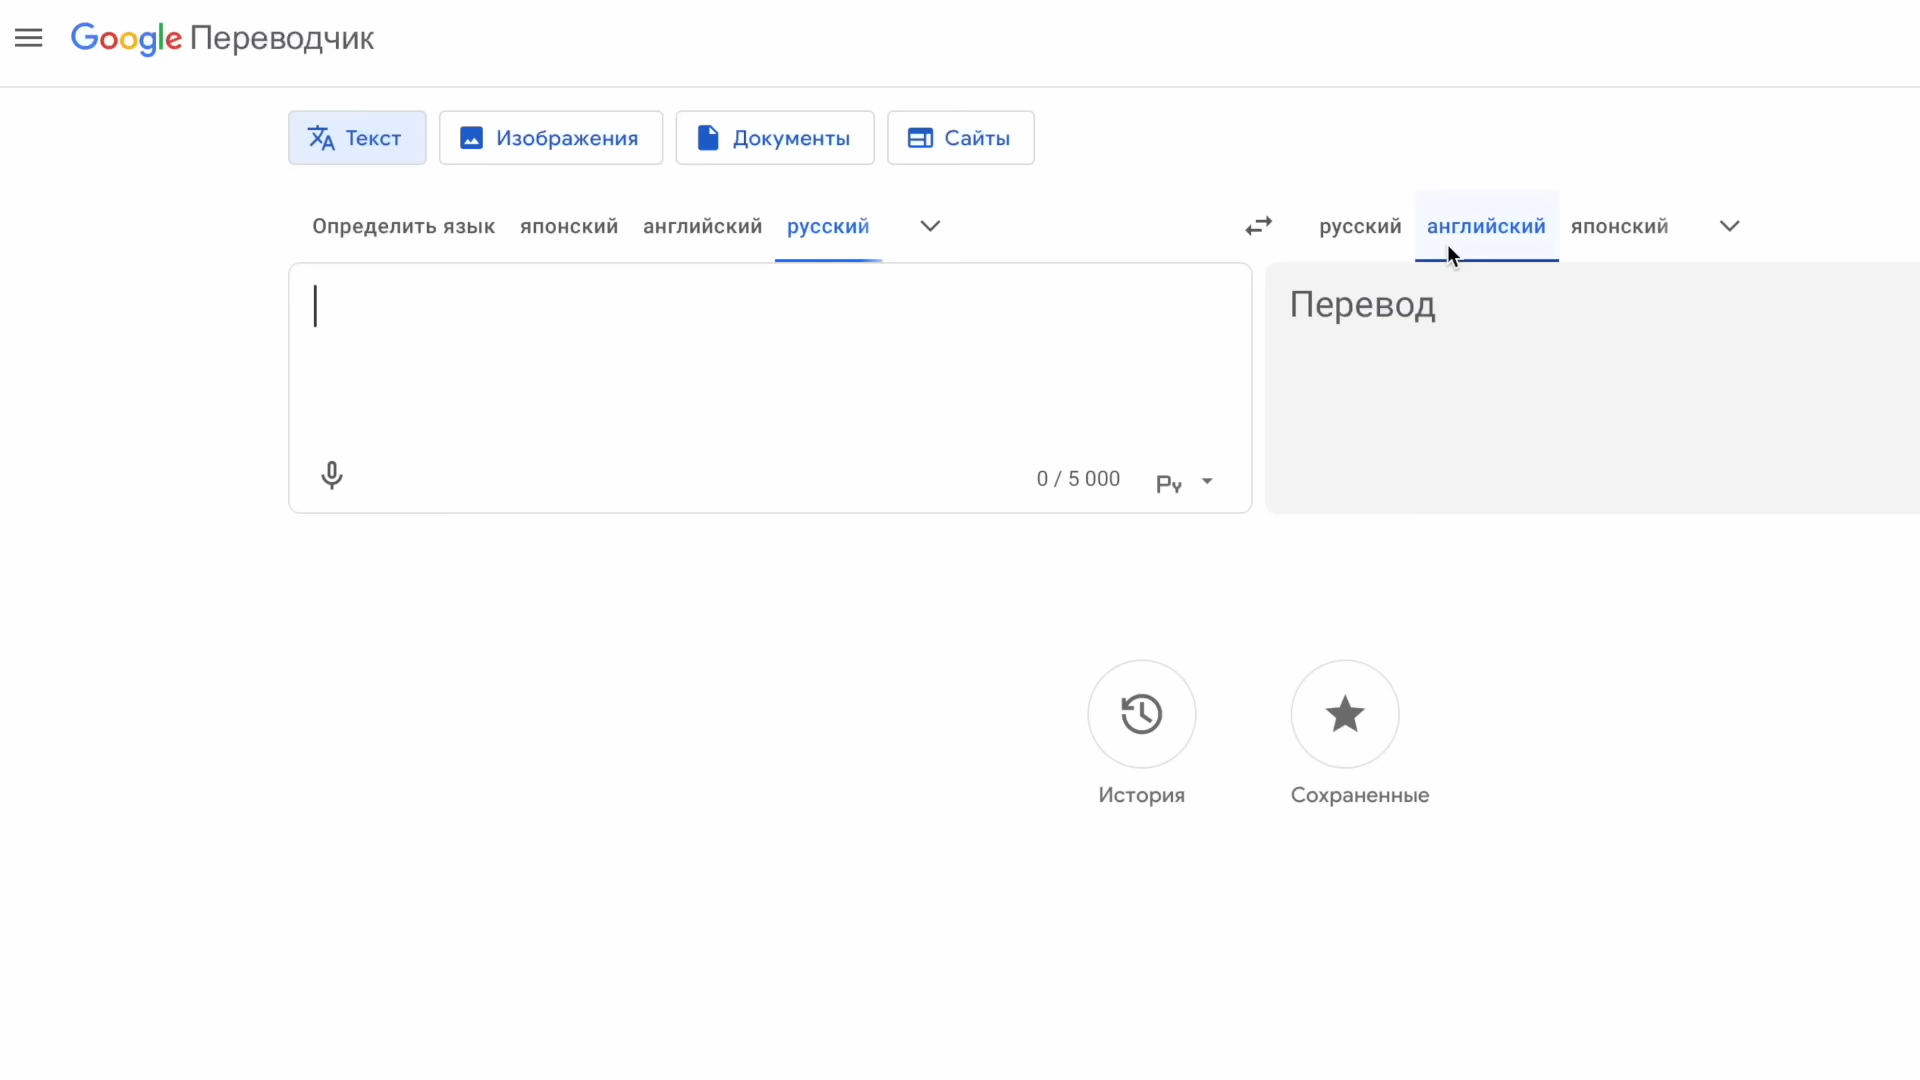 Google Переводчик
Текст Изображения Документы Сайты
Определить язык японский английский русский русский английский японский
Перевод
0 / 5 000 Ру
История Сохраненные